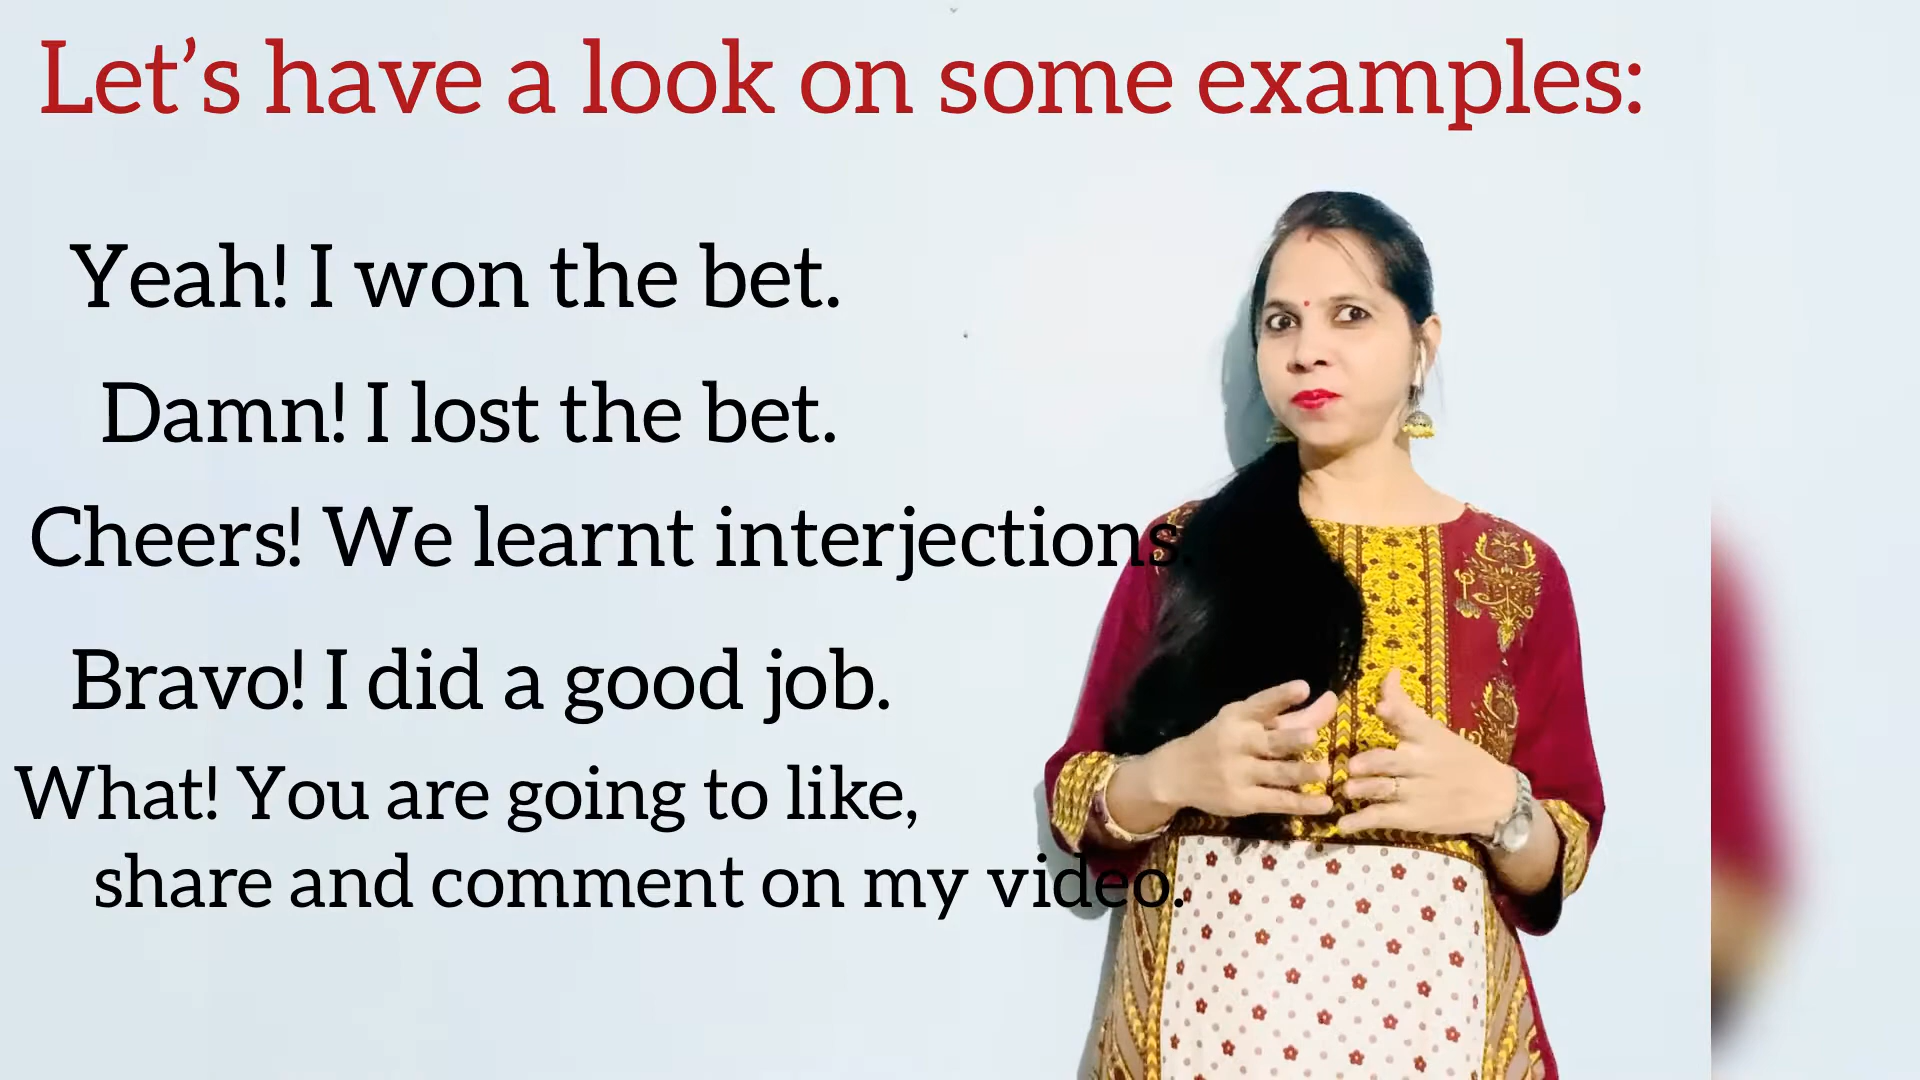 Let’s have a look on some examples:
Yeah! I won the bet.
Damn! I lost the bet.
Cheers! We learnt interjections.
Bravo! I did a good job.
What! You are going to like,
share and comment on my video.